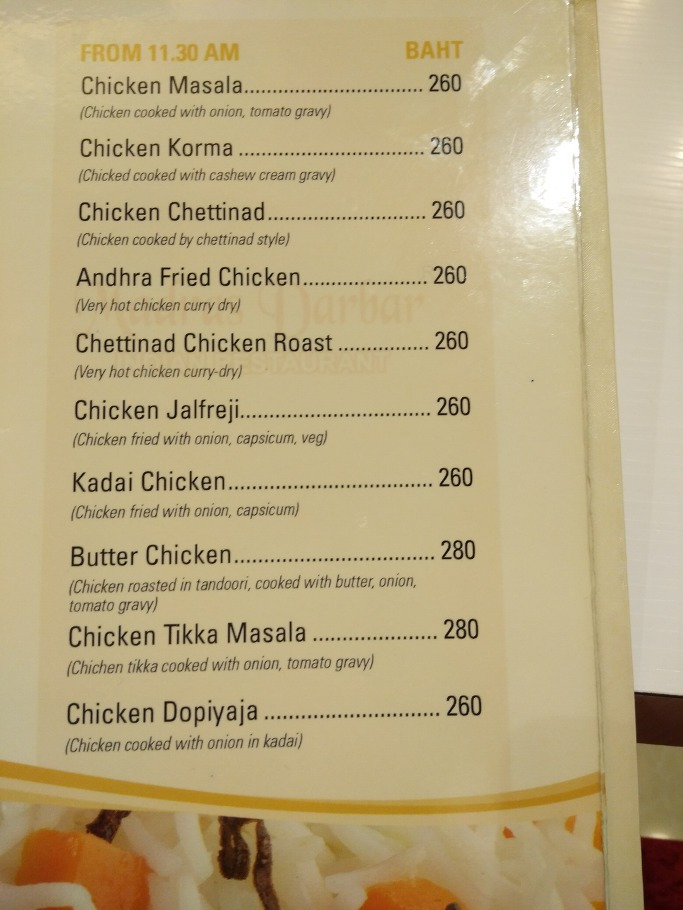 FROM 11.30 AM BAHT
Chicken Masala.............................. 260
(Chicken cooked with onion, tomato gravy)
Chicken Korma ............................... 260
(Chicked cooked with cashew cream gravy)
Chicken Chettinad.......................... 260
(Chicken cooked by chettinad style)
Andhra Fried Chicken.................... 260
(Very hot chicken curry dry)
Chettinad Chicken Roast ............... 260
(Very hot chicken curry-dry)
Chicken Jalfreji............................... 260
(Chicken fried with onion, capsicum, veg)
Kadai Chicken................................. 260
(Chicken fried with onion, capsicum)
Butter Chicken................................ 280
(Chicken roasted in tandoori, cooked with butter, onion,
tomato gravy)
Chicken Tikka Masala ................... 280
(Chichen tikka cooked with onion, tomato gravy)
Chicken Dopiyaja ........................... 260
(Chicken cooked with onion in kadai)
Darbar
RESTAURANT